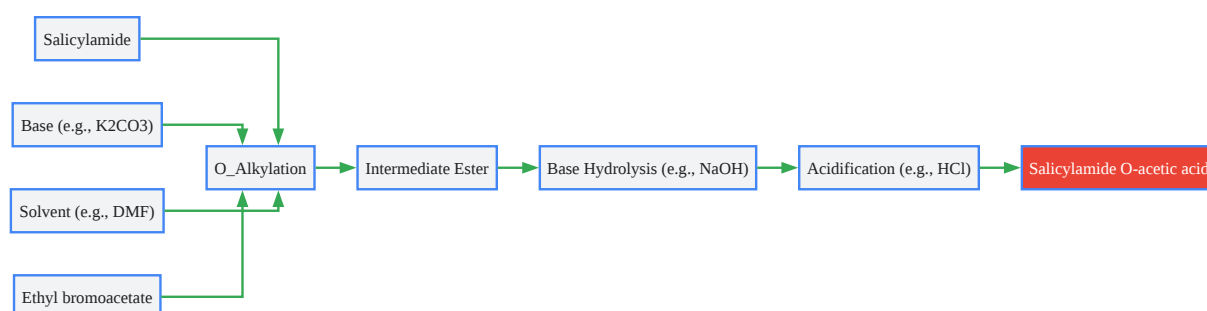 Salicylamide
Base (e.g., K2CO3)
Solvent (e.g., DMF)
Ethyl bromoacetate
O_Alkylation
Intermediate Ester
Base Hydrolysis (e.g., NaOH)
Acidification (e.g., HCl)
Salicylamide O-acetic acid